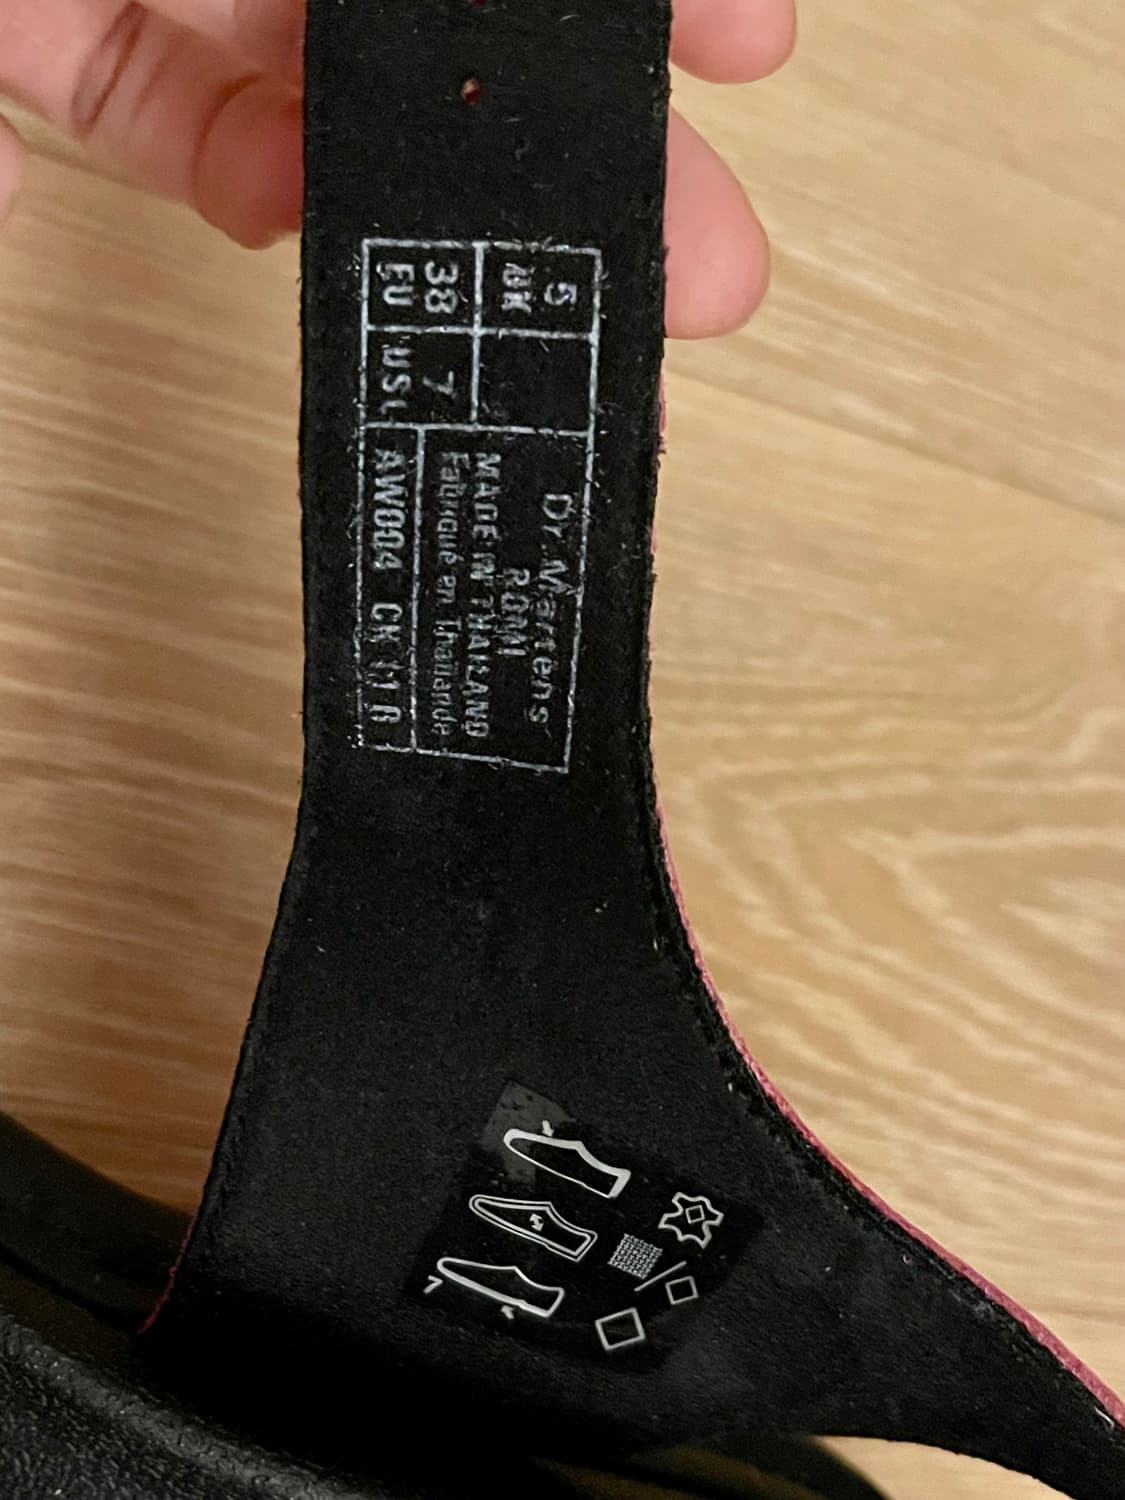 5
UK
38
EU
7
USL
Dr. Martens
ROMI
MADE IN THAILAND
Fabriqué en Thaïlande
AW004 CK